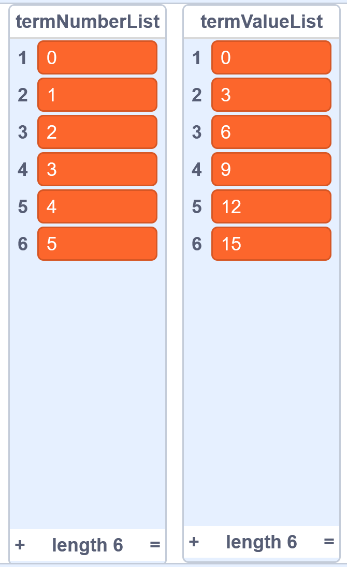 termNumberList termValueList
1 0 1 0
2 1 2 3
3 2 3 6
4 3 4 9
5 4 5 12
6 5 6 15
+ length 6 = + length 6 =